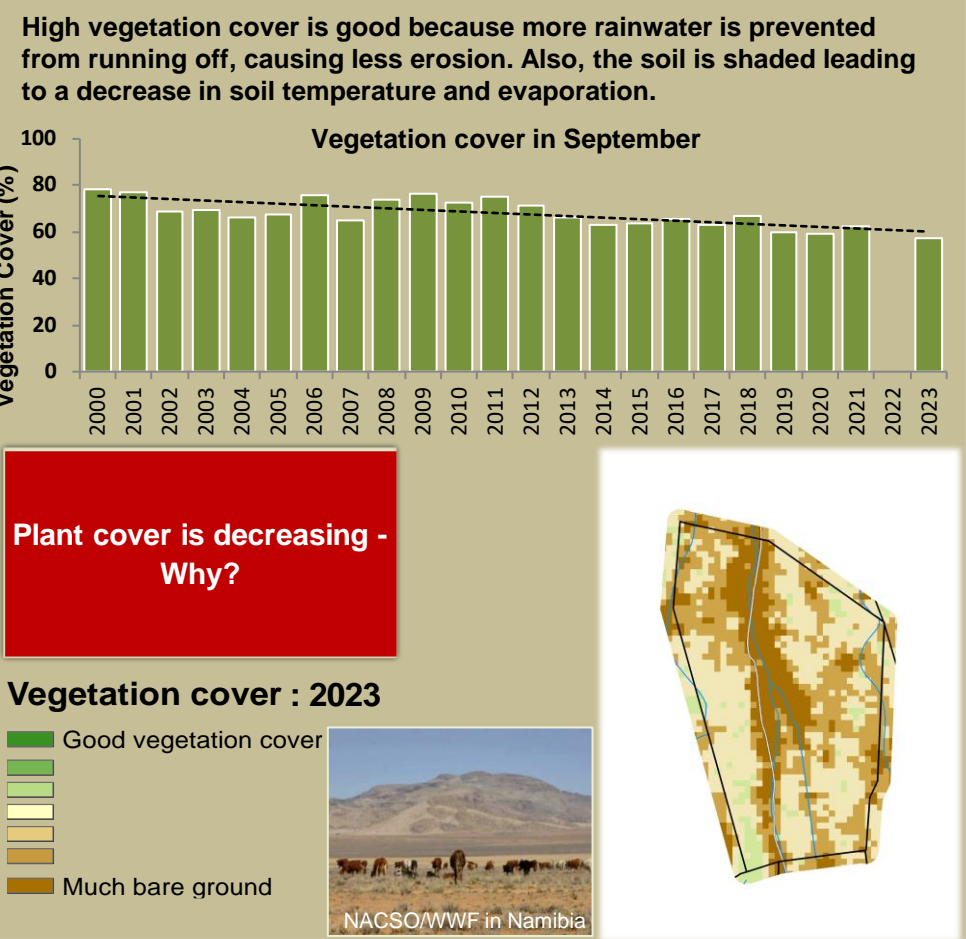 High vegetation cover is good because more rainwater is prevented
from running off, causing less erosion. Also, the soil is shaded leading
to a decrease in soil temperature and evaporation.
Vegetation cover in September
Vegetation Cover (%)
100
80
60
40
20
0
2000 2001 2002 2003 2004 2005 2006 2007 2008 2009 2010 2011 2012 2013 2014 2015 2016 2017 2018 2019 2020 2021 2022 2023
Plant cover is decreasing -
Why?
Vegetation cover : 2023
Good vegetation cover
Much bare ground
NACSO/WWF in Namibia